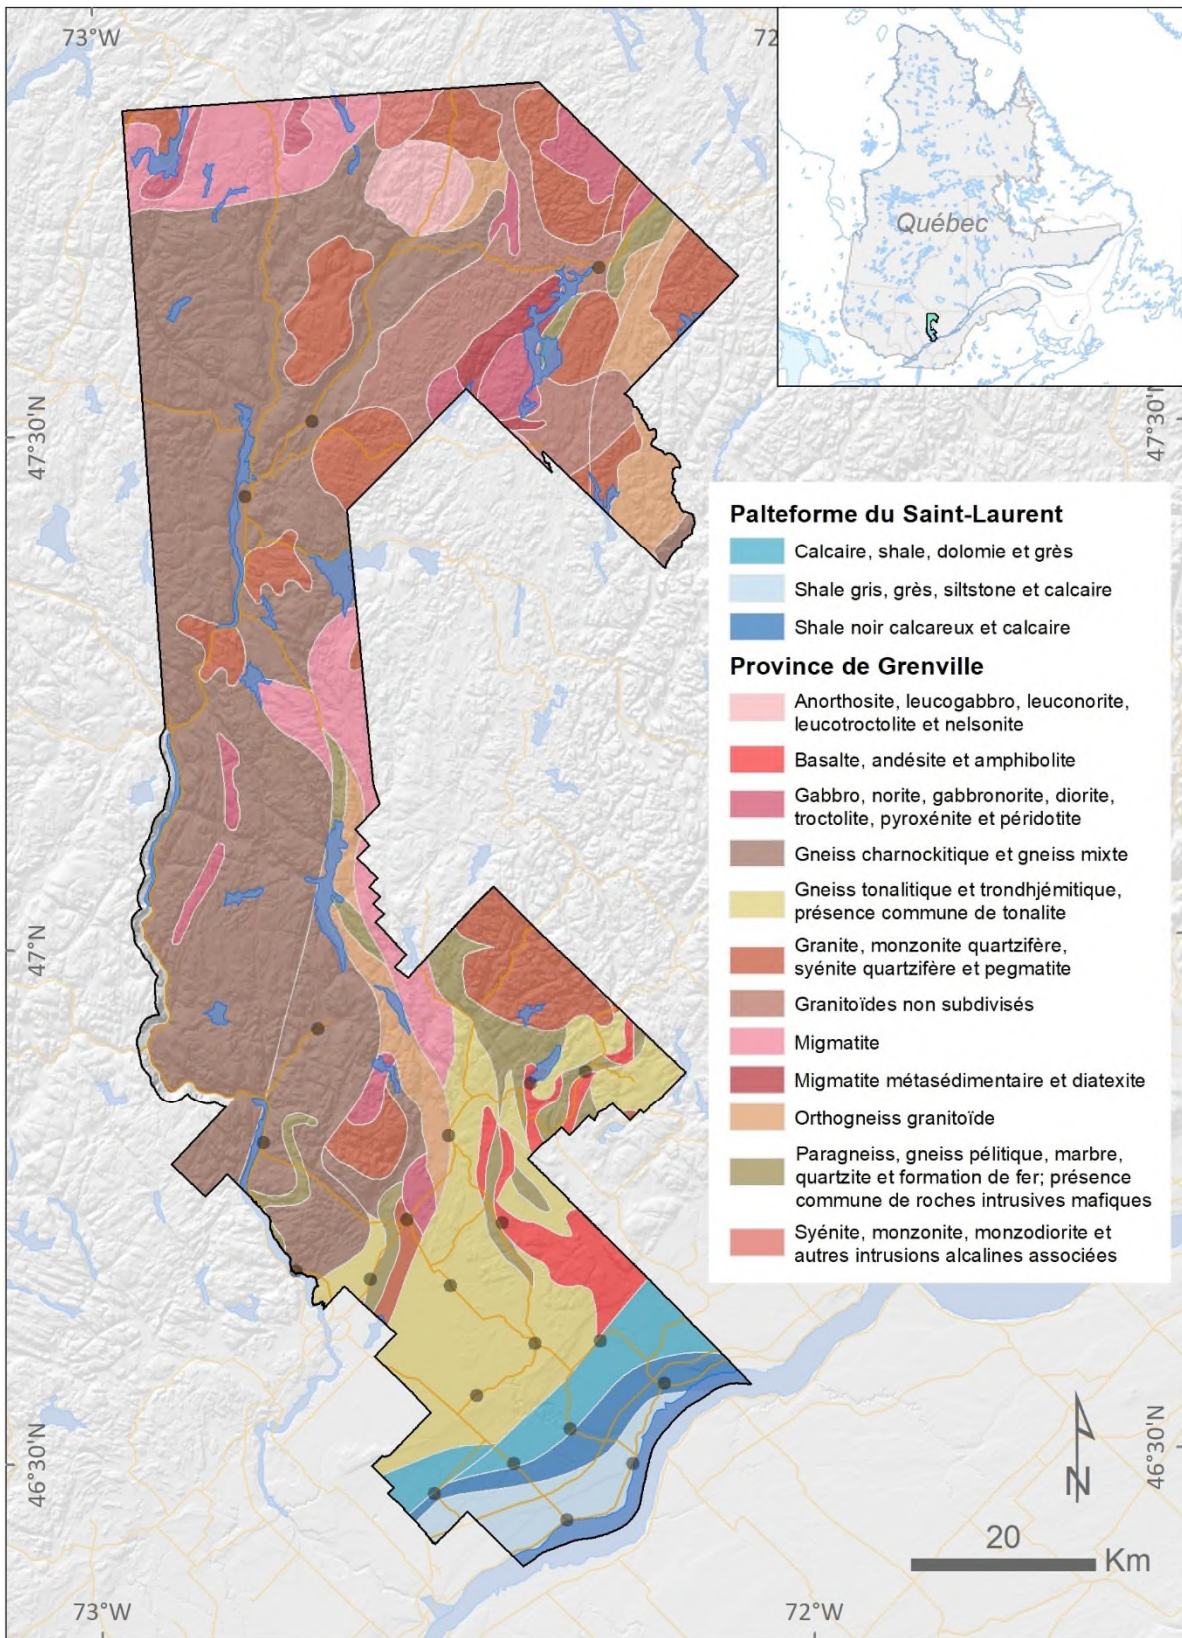 73°W
72
Québec
47°30'N
47°30'N
Palteforme du Saint-Laurent
Calcaire, shale, dolomie et grès
Shale gris, grès, siltstone et calcaire
Shale noir calcareux et calcaire
Province de Grenville
Anorthosite, leucogabbro, leuconorite,
leucotroctolite et nelsonite
Basalte, andésite et amphibolite
Gabbro, norite, gabbronorite, diorite,
troctolite, pyroxénite et péridotite
Gneiss charnockitique et gneiss mixte
Gneiss tonalitique et trondhjémitique,
présence commune de tonalite
Granite, monzonite quartzifère,
syénite quartzifère et pegmatite
Granitoïdes non subdivisés
Migmatite
Migmatite métasédimentaire et diatexite
Orthogneiss granitoïde
Paragneiss, gneiss pélitique, marbre,
quartzite et formation de fer; présence
commune de roches intrusives mafiques
Syénite, monzonite, monzodiorite et
autres intrusions alcalines associées
47°N
46°30'N
46°30'N
N
20
Km
73°W
72°W